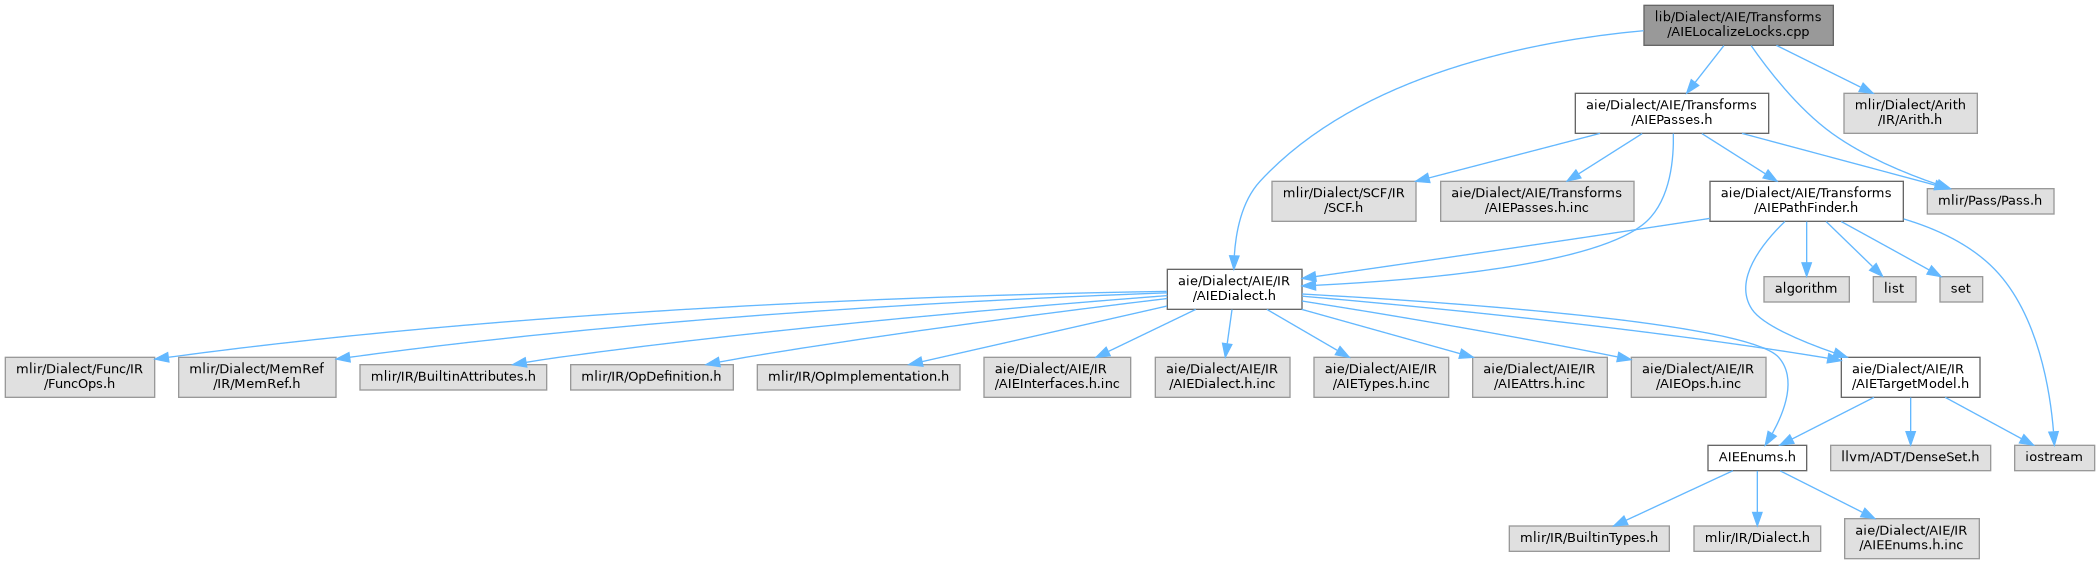 lib/Dialect/AIE/Transforms
/AIELocalizeLocks.cpp
aie/Dialect/AIE/Transforms
/AIEPasses.h
mlir/Dialect/Arith
/IR/Arith.h
mlir/Dialect/SCF/IR
/SCF.h
aie/Dialect/AIE/Transforms
/AIEPasses.h.inc
aie/Dialect/AIE/Transforms
/AIEPathFinder.h
mlir/Pass/Pass.h
aie/Dialect/AIE/IR
/AIEDialect.h
algorithm
list
set
mlir/Dialect/Func/IR
/FuncOps.h
mlir/Dialect/MemRef
/IR/MemRef.h
mlir/IR/BuiltinAttributes.h
mlir/IR/OpDefinition.h
mlir/IR/OpImplementation.h
aie/Dialect/AIE/IR
/AIEInterfaces.h.inc
aie/Dialect/AIE/IR
/AIEDialect.h.inc
aie/Dialect/AIE/IR
/AIETypes.h.inc
aie/Dialect/AIE/IR
/AIEAttrs.h.inc
aie/Dialect/AIE/IR
/AIEOps.h.inc
aie/Dialect/AIE/IR
/AIETargetModel.h
AIEEnums.h
llvm/ADT/DenseSet.h
iostream
mlir/IR/BuiltinTypes.h
mlir/IR/Dialect.h
aie/Dialect/AIE/IR
/AIEEnums.h.inc